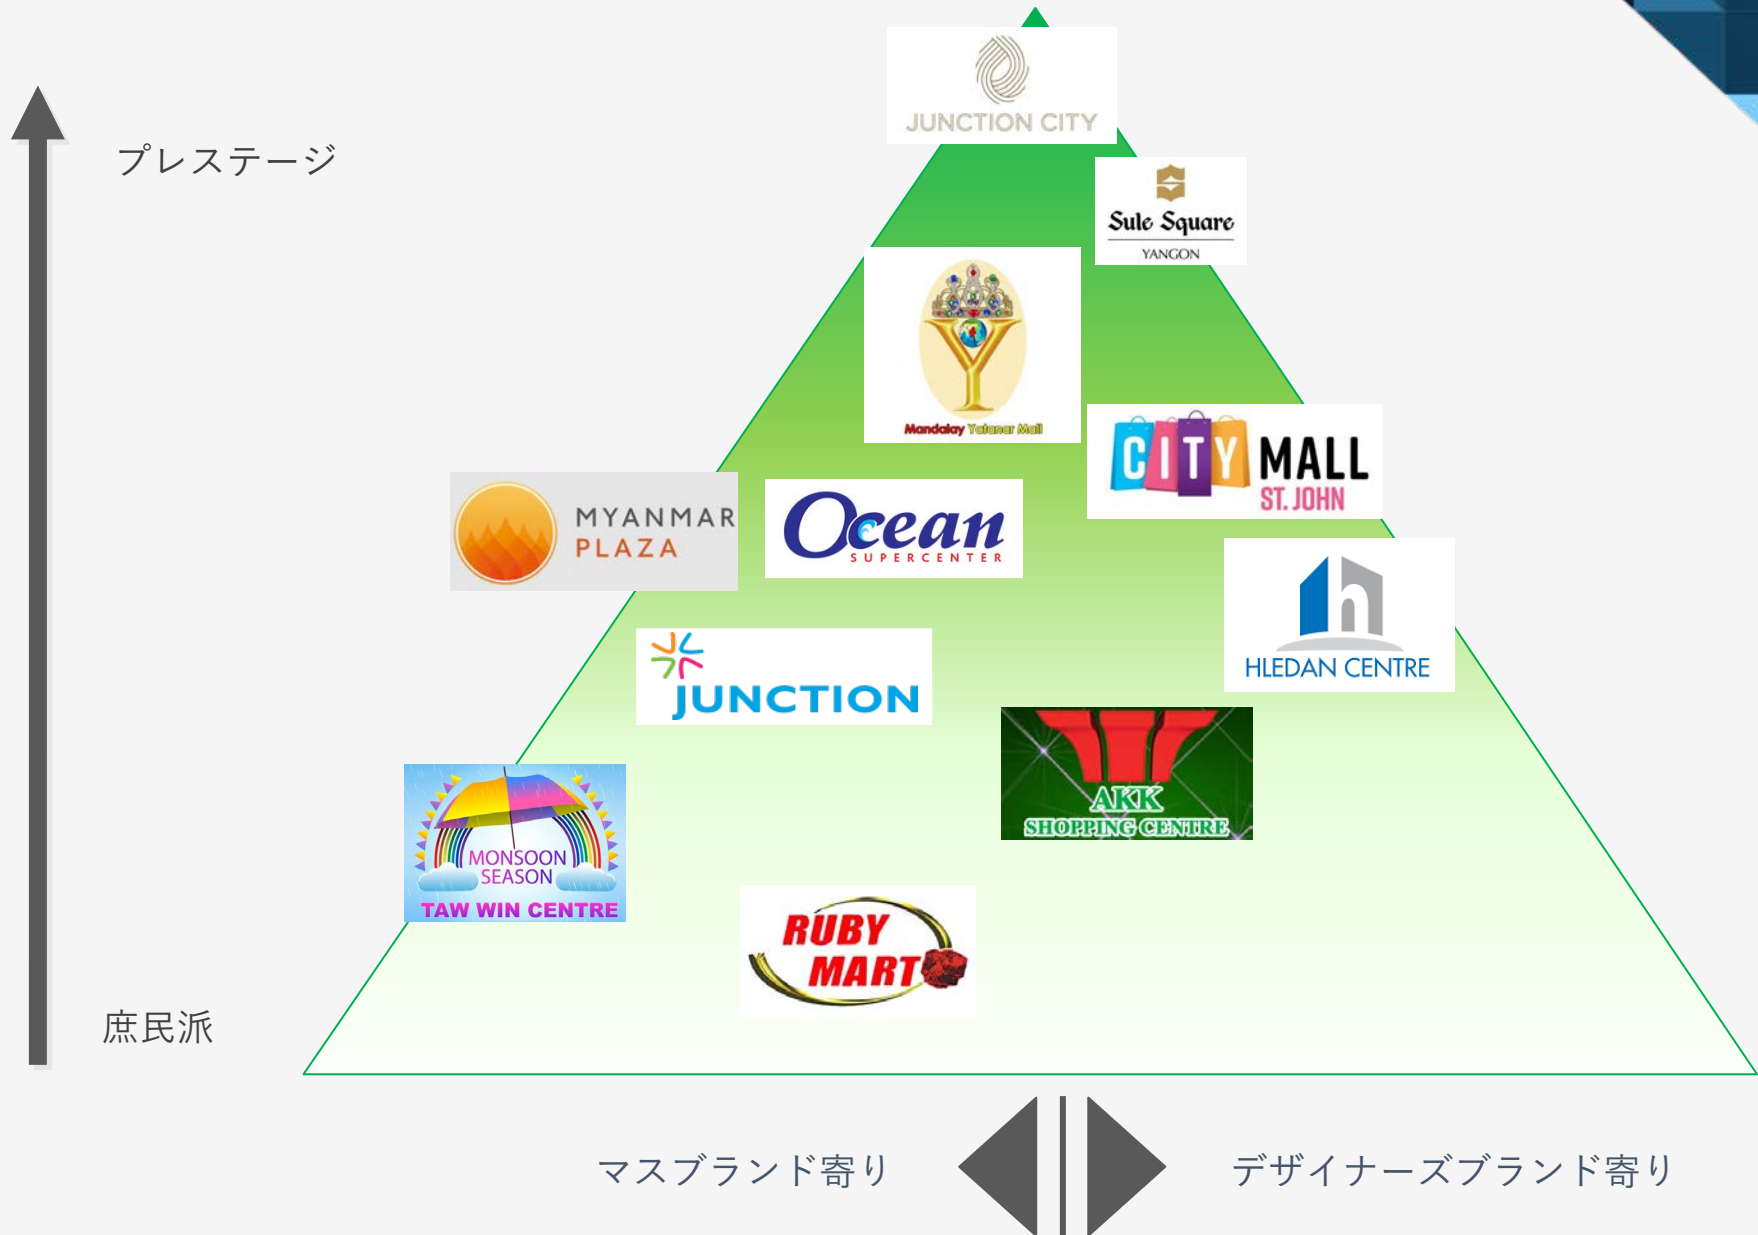 JUNCTION CITY
プレステージ
Sule Square
YANGON
Mandalay Yatanar Mall
CITY MALL
ST. JOHN
MYANMAR
PLAZA
Ocean
SUPERCENTER
HLEDAN CENTRE
JUNCTION
AKK
SHOPPING CENTRE
MONSOON
SEASON
TAW WIN CENTRE
RUBY
MART
庶民派
マスブランド寄り
デザイナーズブランド寄り